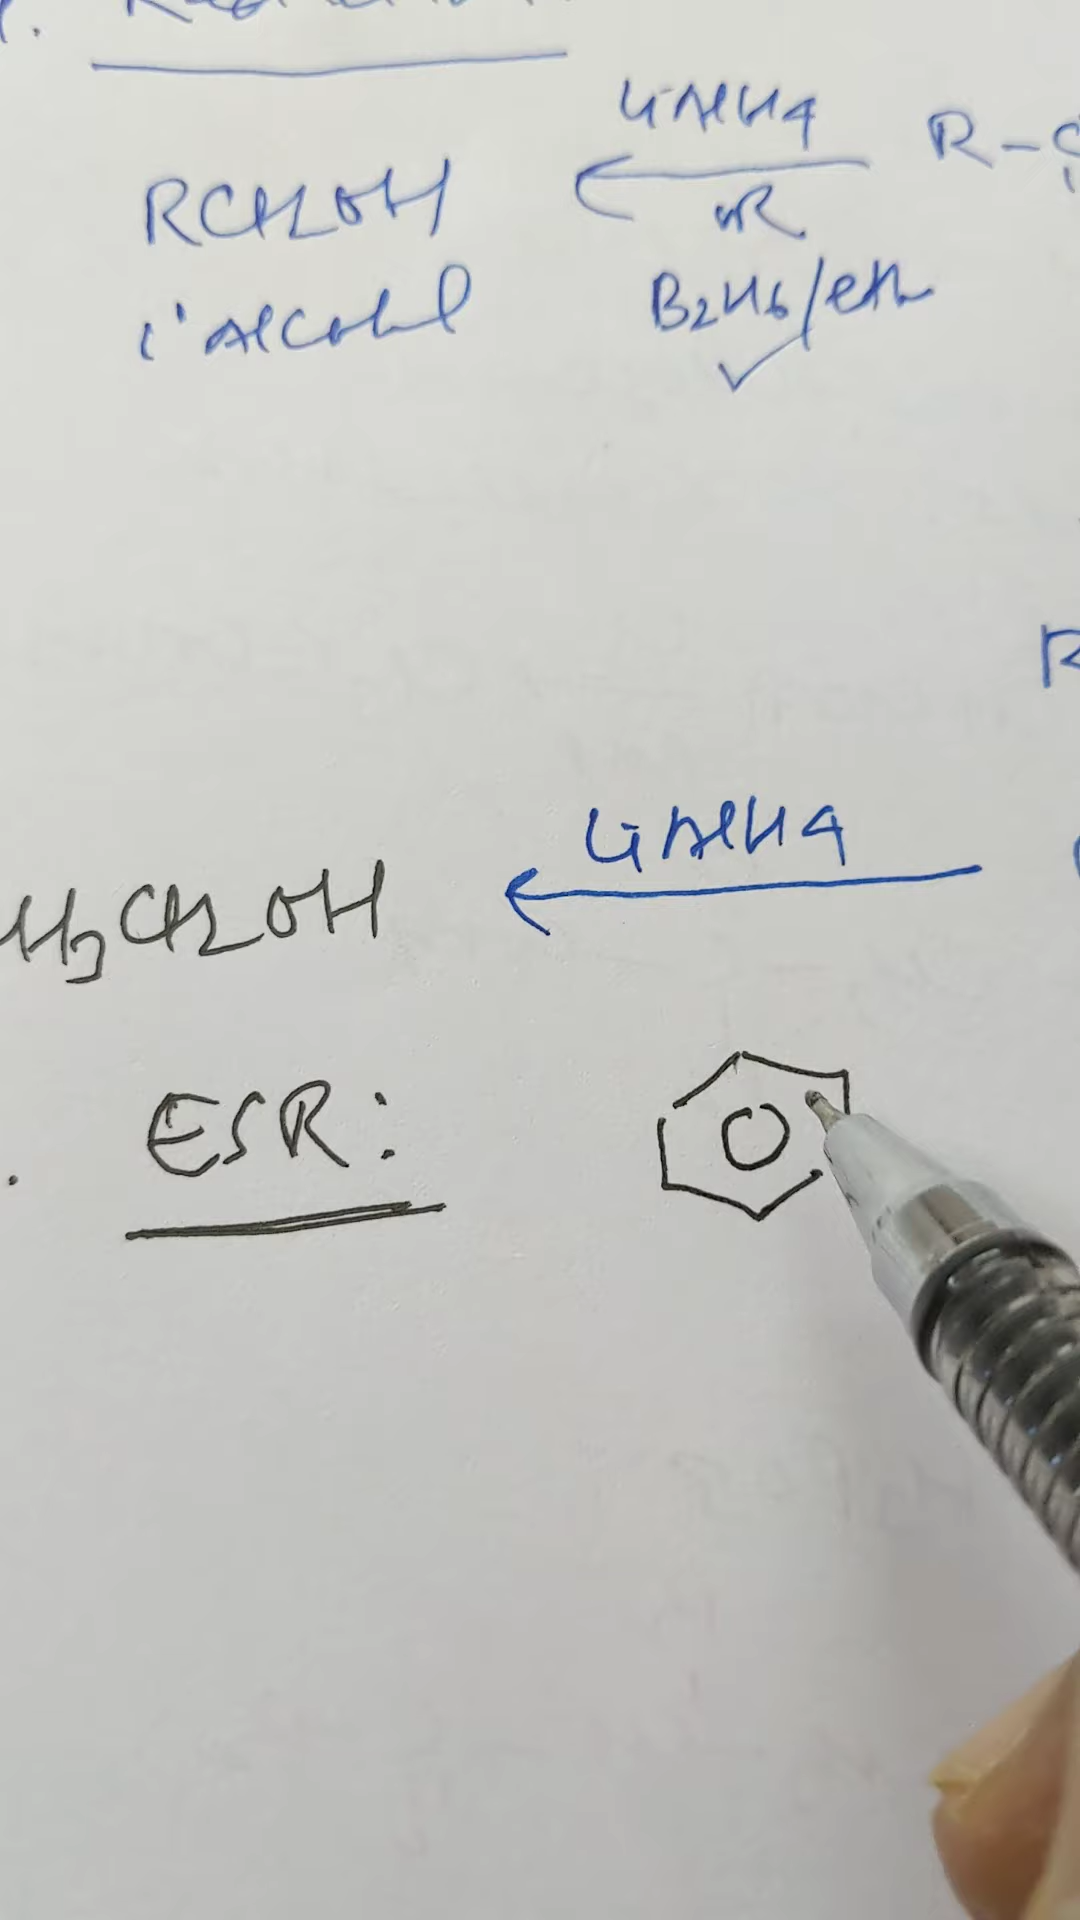 LiAlH4
R-C
RCH2OH
OR
1° Alcohol
B2H6/eth
R
LiAlH4
H3CH2OH
ESR: